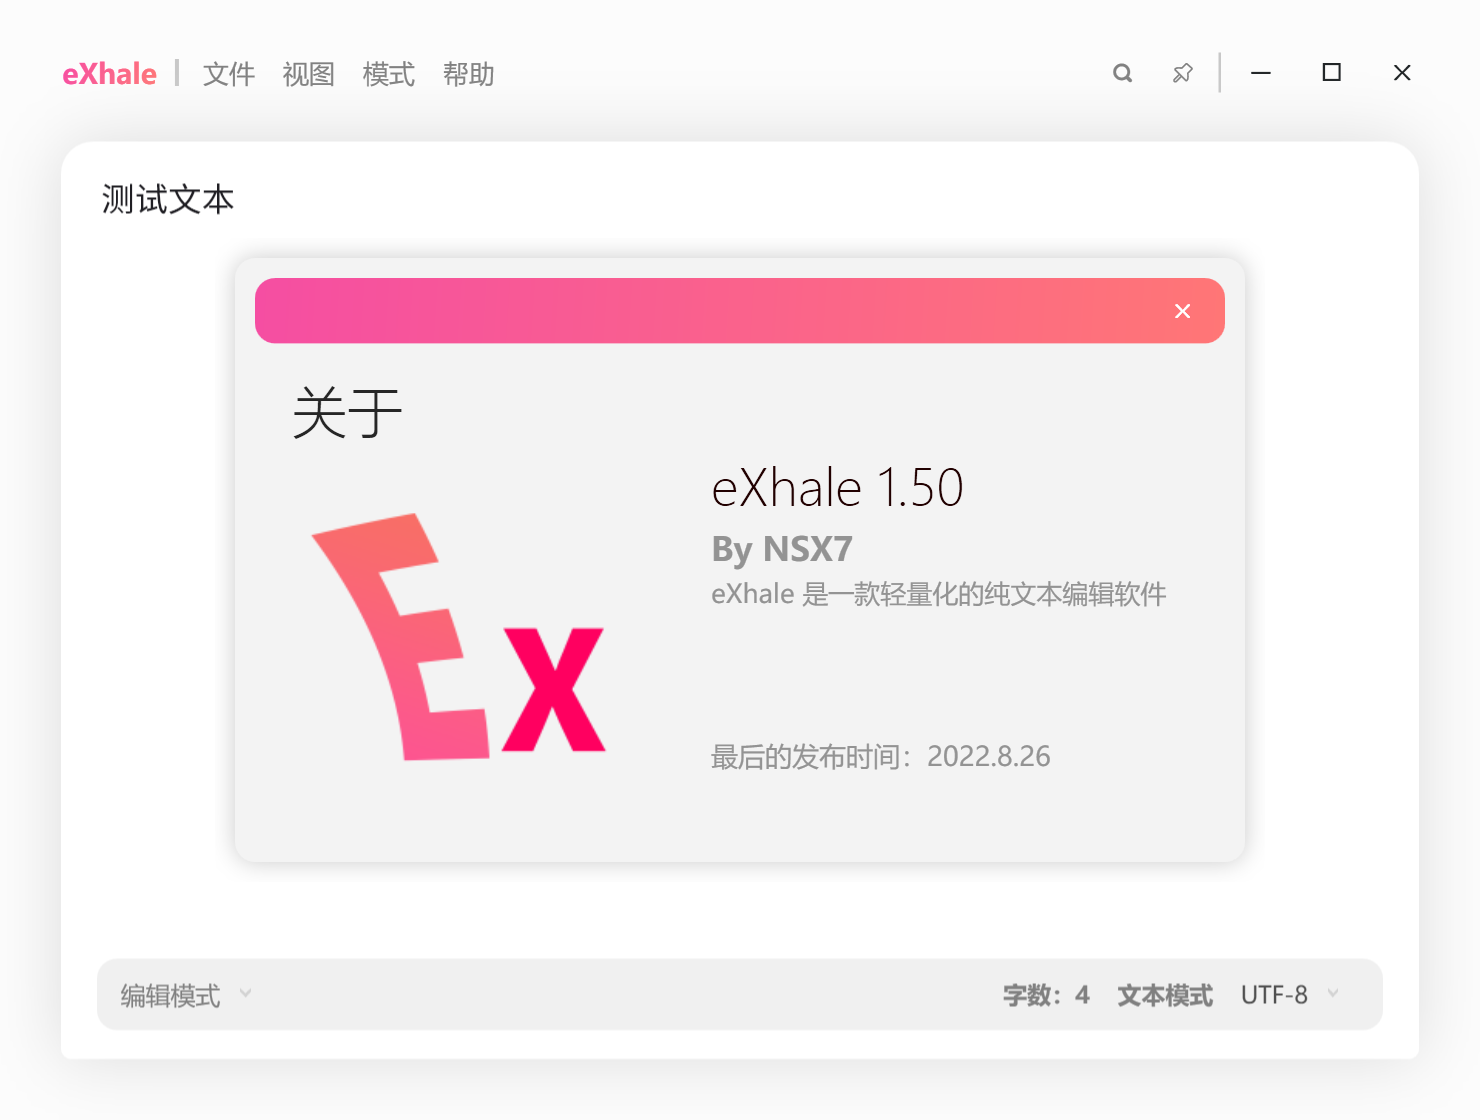 eXhale 文件 视图 模式 帮助
测试文本
关于
eXhale 1.50
By NSX7
eXhale 是一款轻量化的纯文本编辑软件
Ex
最后的发布时间：2022.8.26
编辑模式 字数：4 文本模式 UTF-8